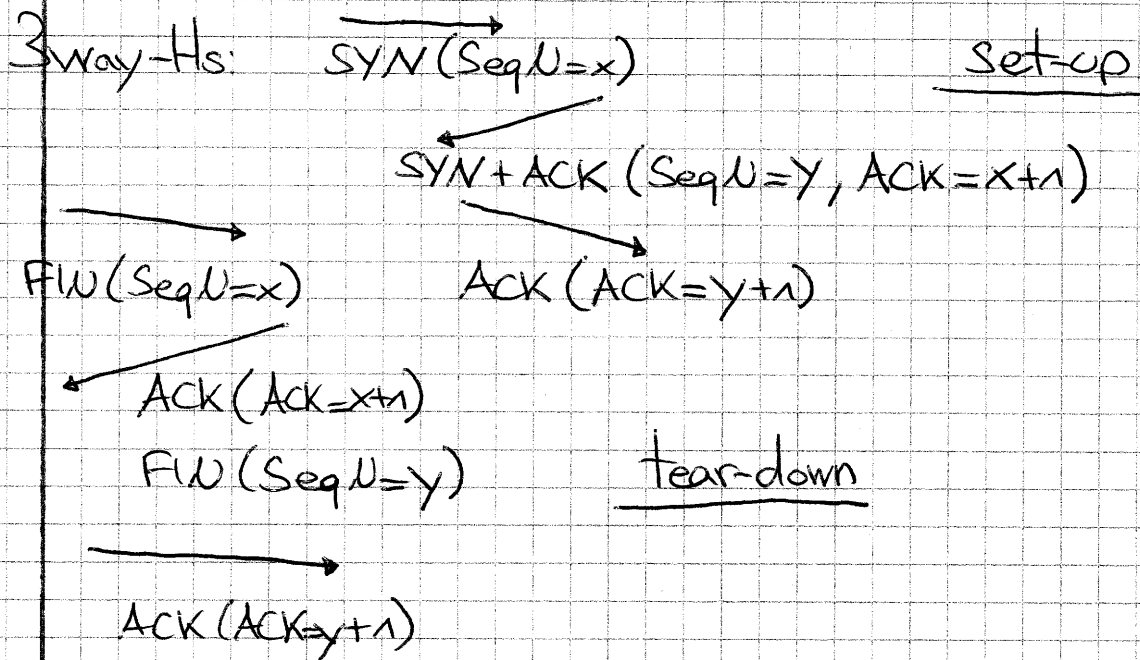 3way-Hs: SYN(SeqN=x) set-up
SYN+ACK (SeqN=y, ACK=x+1)
FIN(SeqN=x) ACK (ACK=y+1)
ACK(ACK=x+1)
FIN(SeqN=y) tear-down
ACK(ACK=y+1)